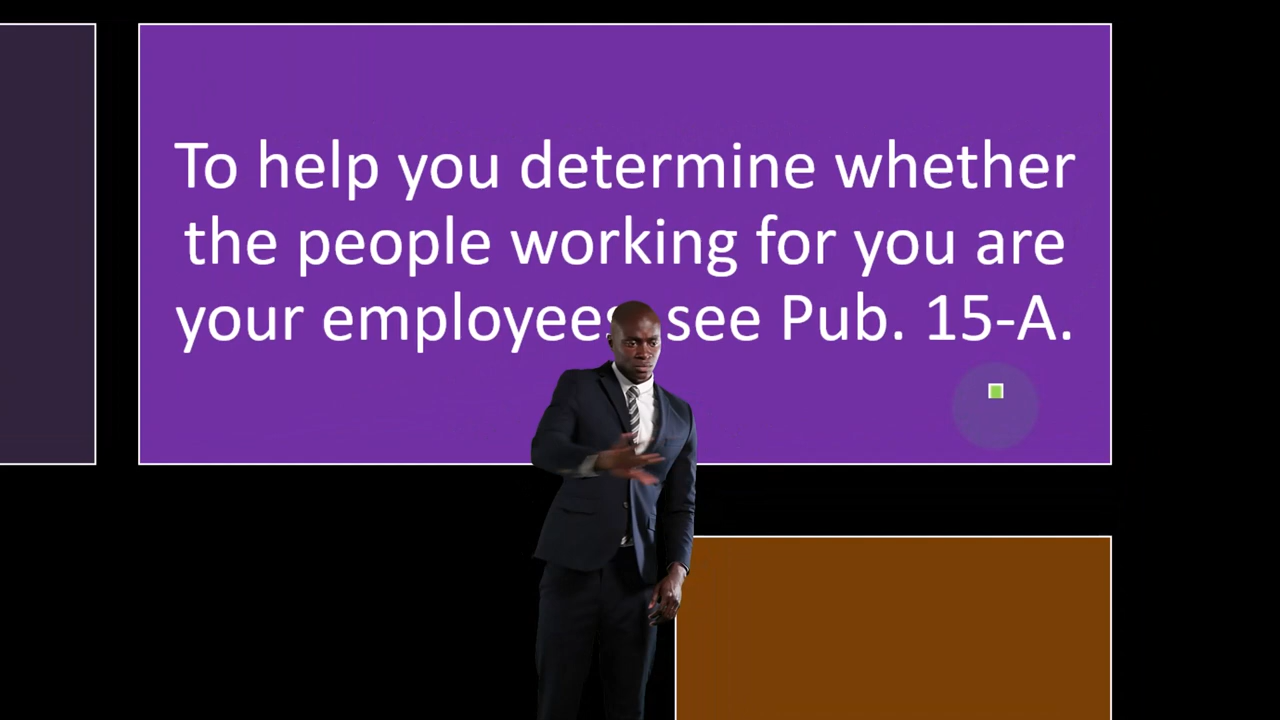 To help you determine whether
the people working for you are
your employees see Pub. 15-A.